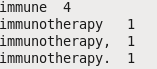 immune  4
immunotherapy   1
immunotherapy,  1
immunotherapy.  1